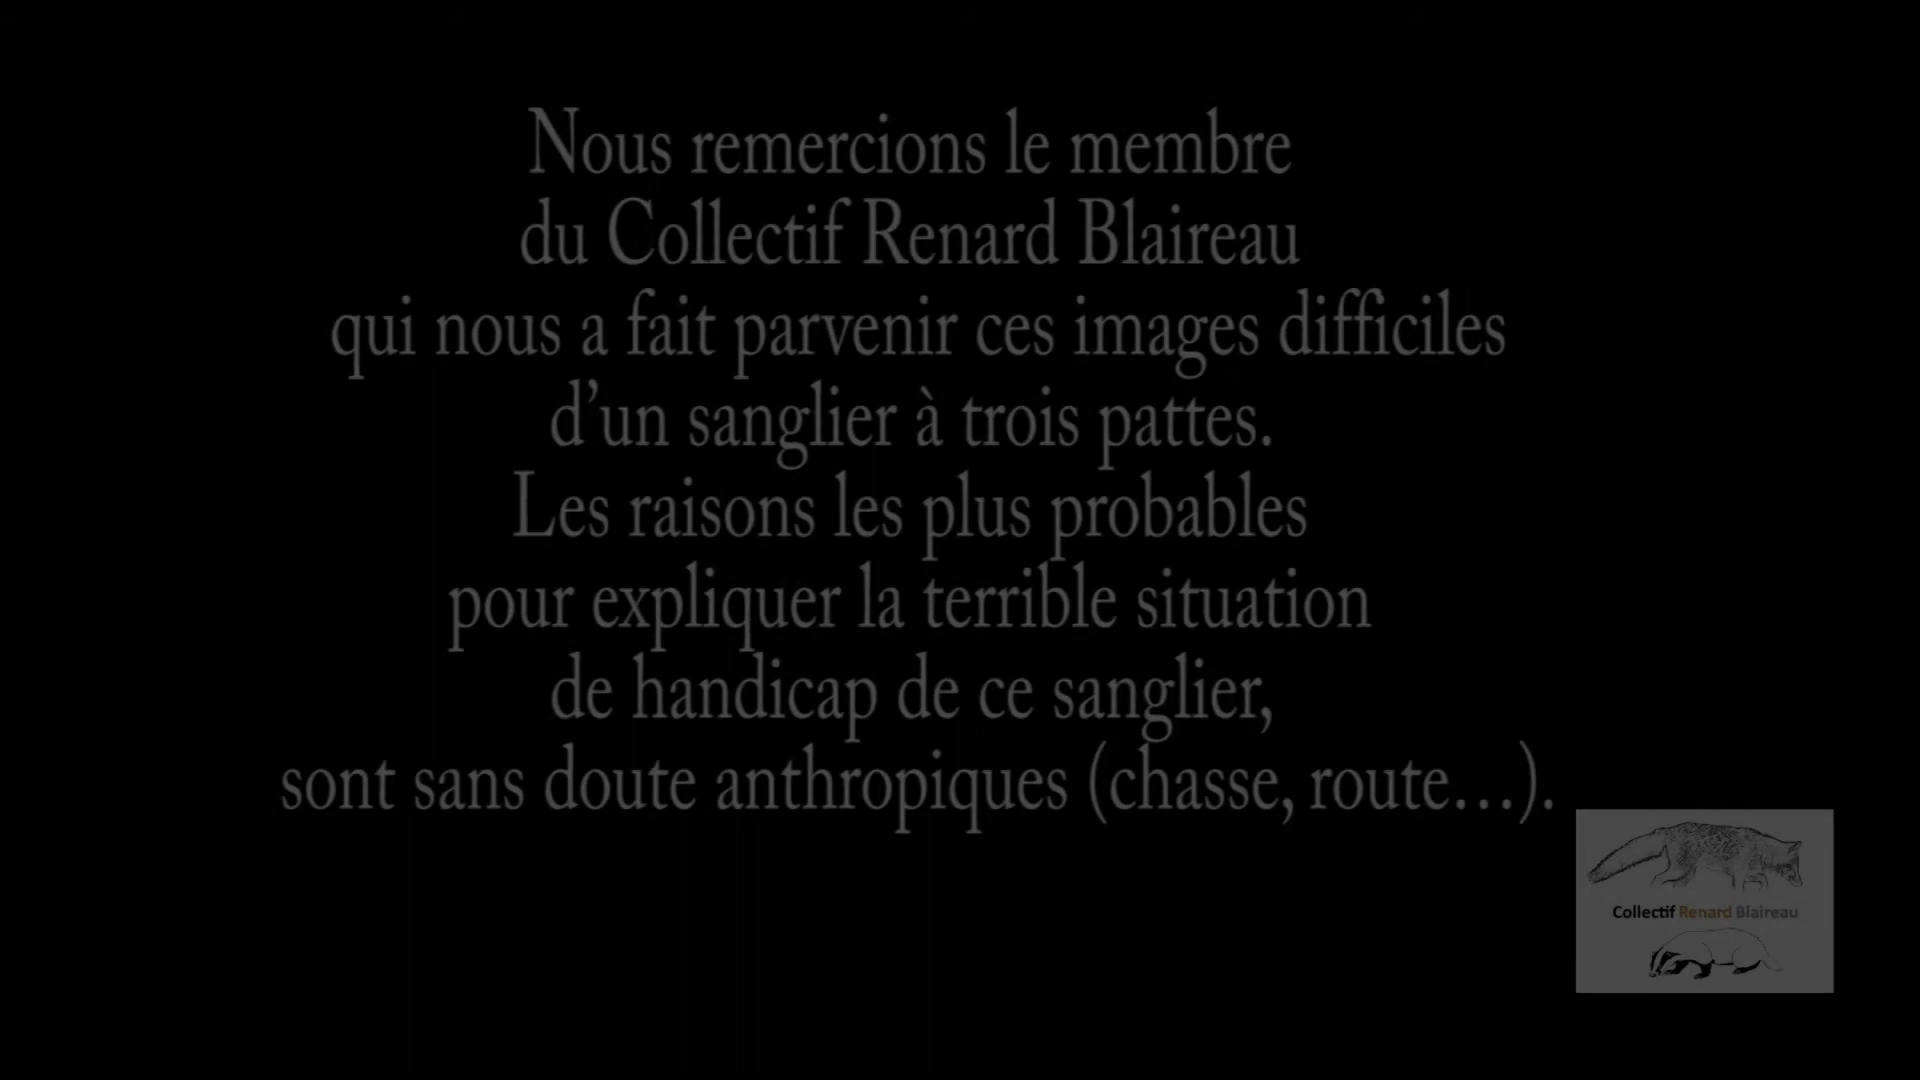 Nous remercions le membre
du Collectif Renard Blaireau
qui nous a fait parvenir ces images difficiles
d’un sanglier à trois pattes.
Les raisons les plus probables
pour expliquer la terrible situation
de handicap de ce sanglier,
sont sans doute anthropiques (chasse, route…).
Collectif Renard Blaireau